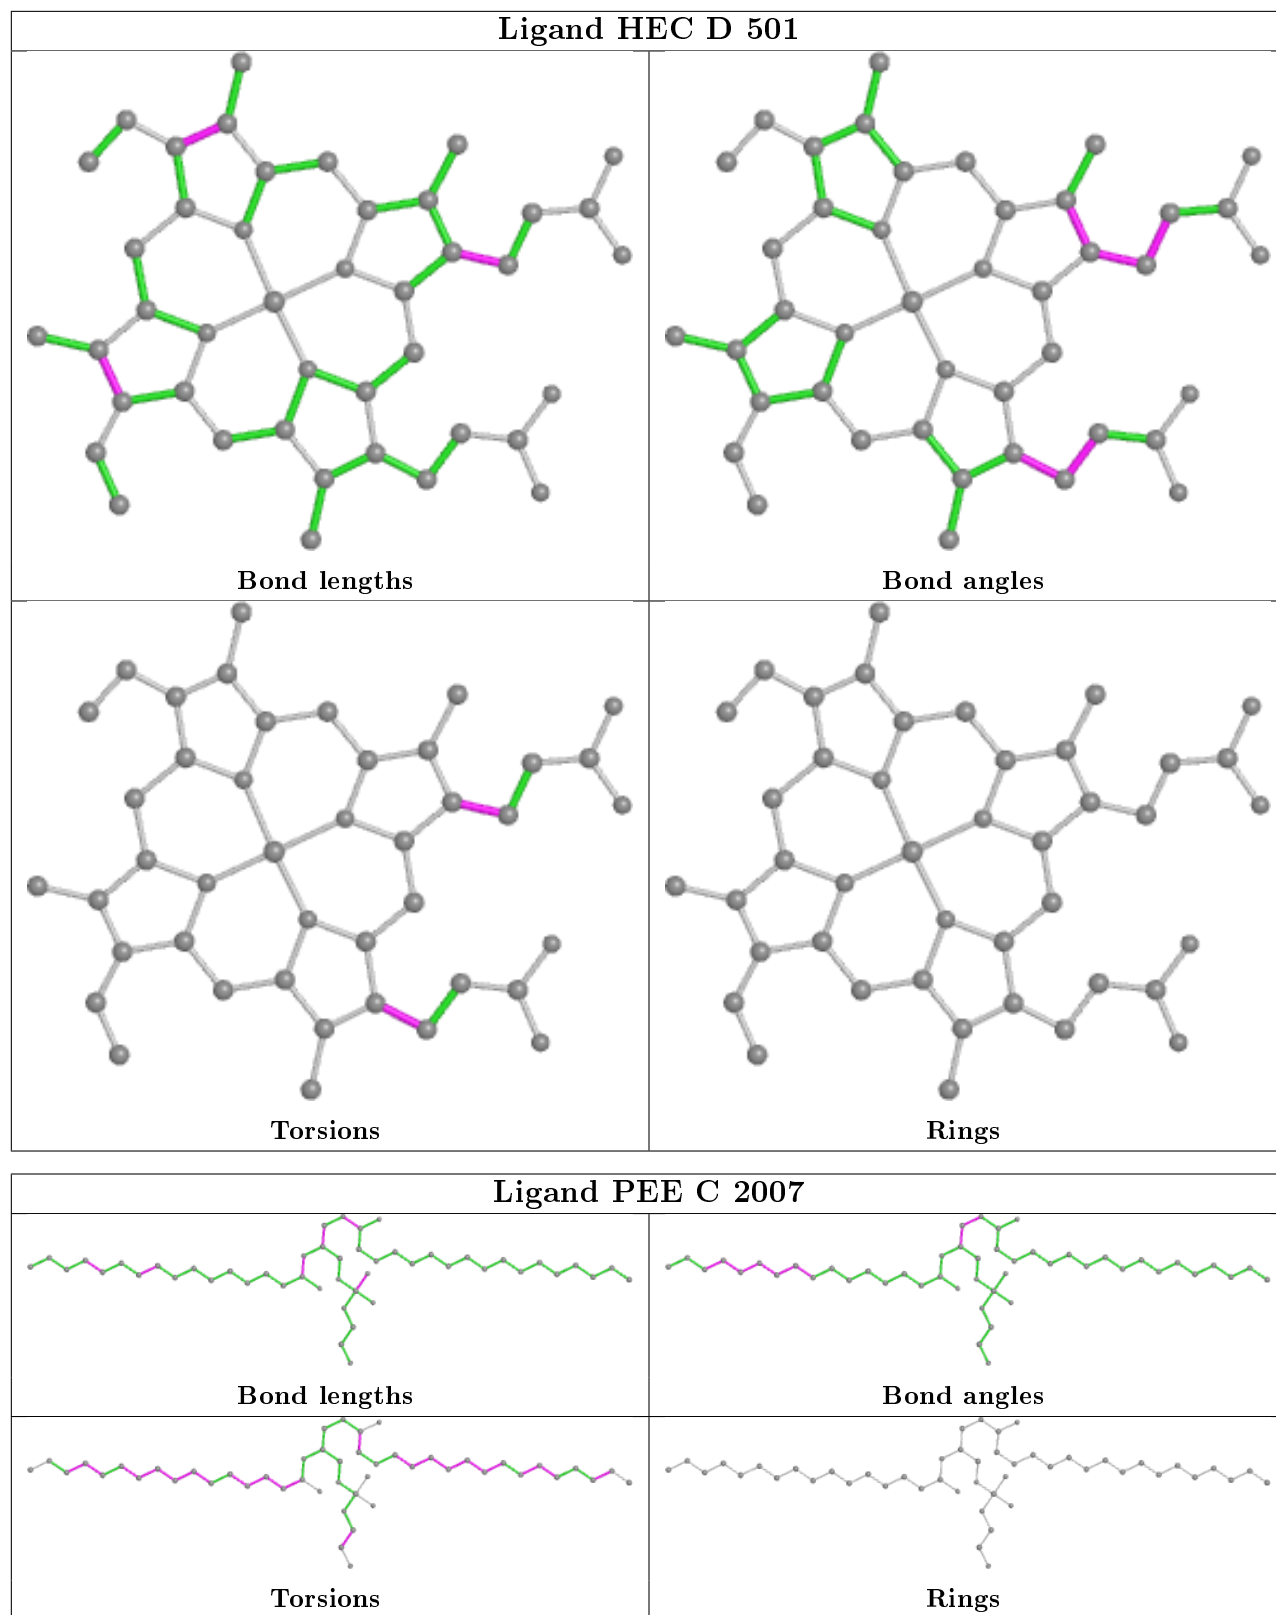 Ligand HEC D 501
Bond lengths
Bond angles
Torsions
Rings
Ligand PEE C 2007
Bond lengths
Bond angles
Torsions
Rings